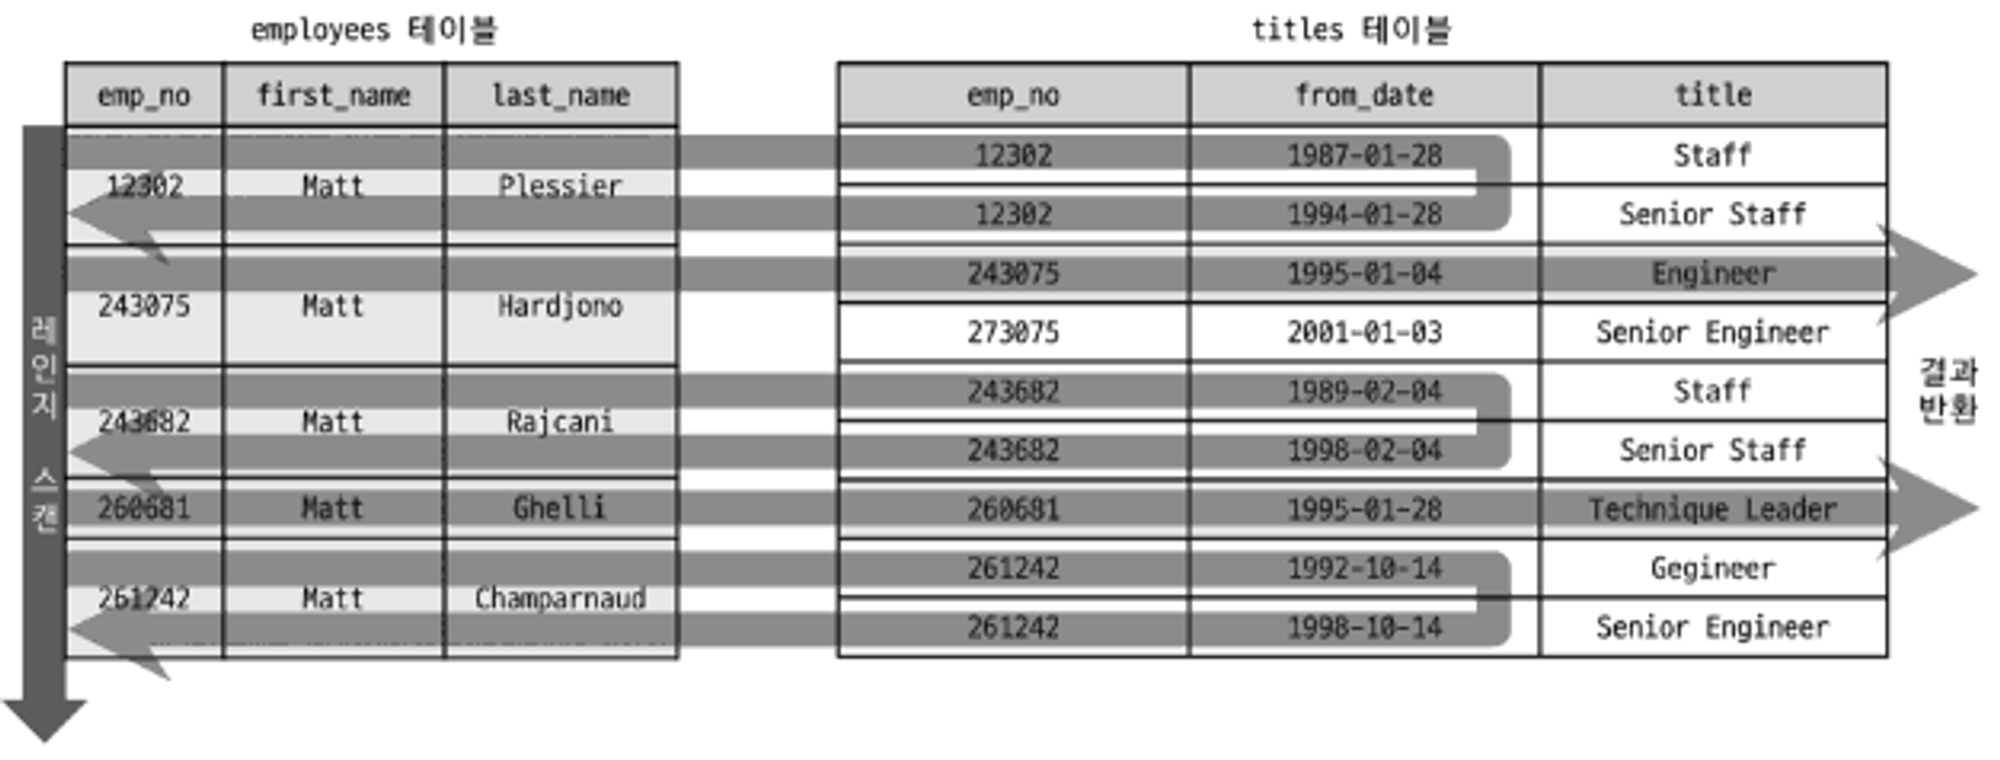 employees 테이블
titles 테이블
emp_no first_name last_name
emp_no from_date title
12302 Matt Plessier
243075 Matt Hardjono
243682 Matt Rajcani
260681 Matt Ghelli
261242 Matt Champarnaud
12302 1987-01-28 Staff
12302 1994-01-28 Senior Staff
243075 1995-01-04 Engineer
273075 2001-01-03 Senior Engineer
243682 1989-02-04 Staff
243682 1998-02-04 Senior Staff
260681 1995-01-28 Technique Leader
261242 1992-10-14 Gegineer
261242 1998-10-14 Senior Engineer
레인지 스캔
결과
반환